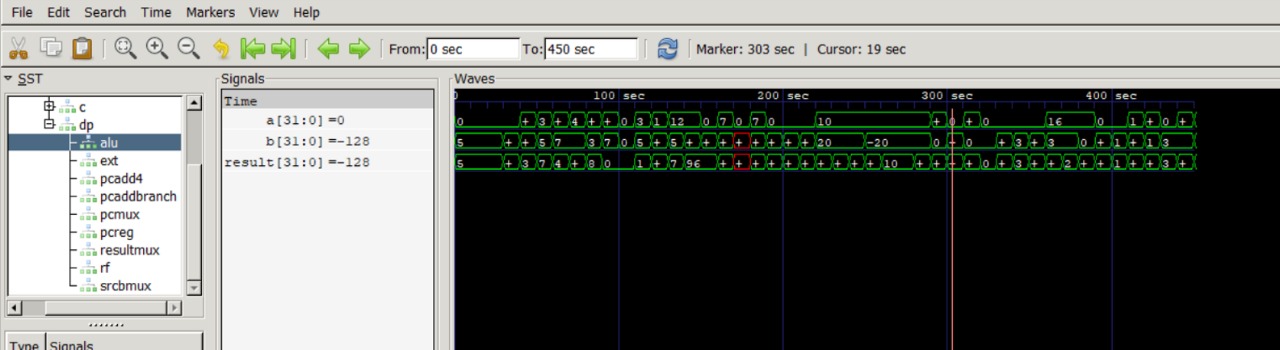 File Edit Search Time Markers View Help
From: 0 sec To: 450 sec Marker: 303 sec | Cursor: 19 sec
SST
c
dp
alu
ext
pcadd4
pcaddbranch
pcmux
pcreg
resultmux
rf
srcbmux
Type Signals
Signals
Time
a[31:0] =0
b[31:0] =-128
result[31:0] =-128
Waves
0 100 sec 200 sec 300 sec 400 sec
0 + 3 + 4 + + 0 3 1 12 0 7 0 7 0 10 + 0 + 0 16 0 1 + 0 +
5 + + 5 7 3 7 0 5 + 5 + + + + + + + 20 -20 0 + 0 + 3 + 3 + 0 + 1 + 1 3
5 + 3 7 4 + 8 0 1 + 7 96 + + + + + + + + + 10 + + + + 0 + 3 + + 2 + + 1 + + 3 + +